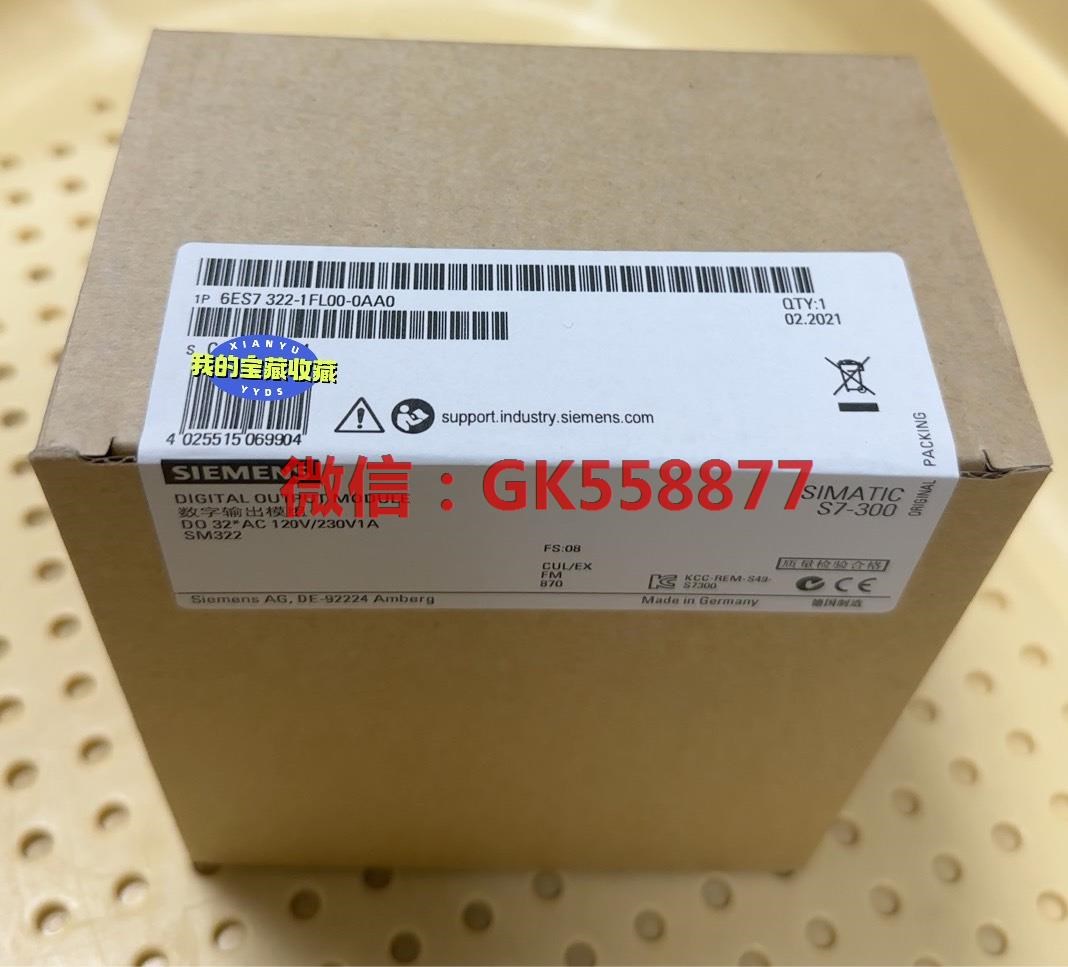 1P 6ES7 322-1FL00-0AA0
QTY:1
02.2021
XIANYU
我的宝藏收藏
YYDS
4 025515 069904
support.industry.siemens.com
ORIGINAL PACKING
SIEMENS
微信：GK558877
SIMATIC
S7-300
DIGITAL OUTPUT MODULE
数字输出模块
DO 32*AC 120V/230V1A
SM322
FS:08
CUL/EX
FM
870
KCC-REM-S49-
S7300
质量检验合格
CE
Siemens AG, DE-92224 Amberg
Made in Germany
德国制造